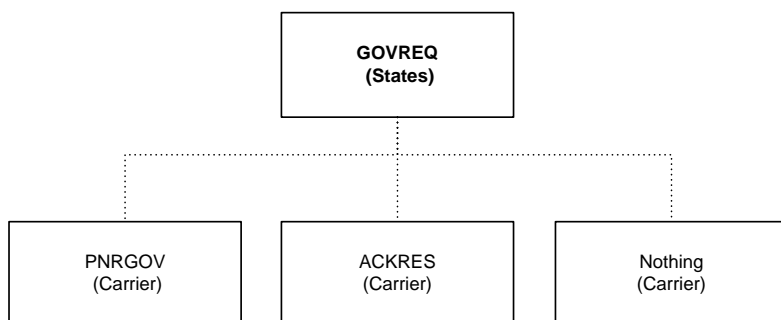 GOVREQ
(States)
PNRGOV
(Carrier)
ACKRES
(Carrier)
Nothing
(Carrier)